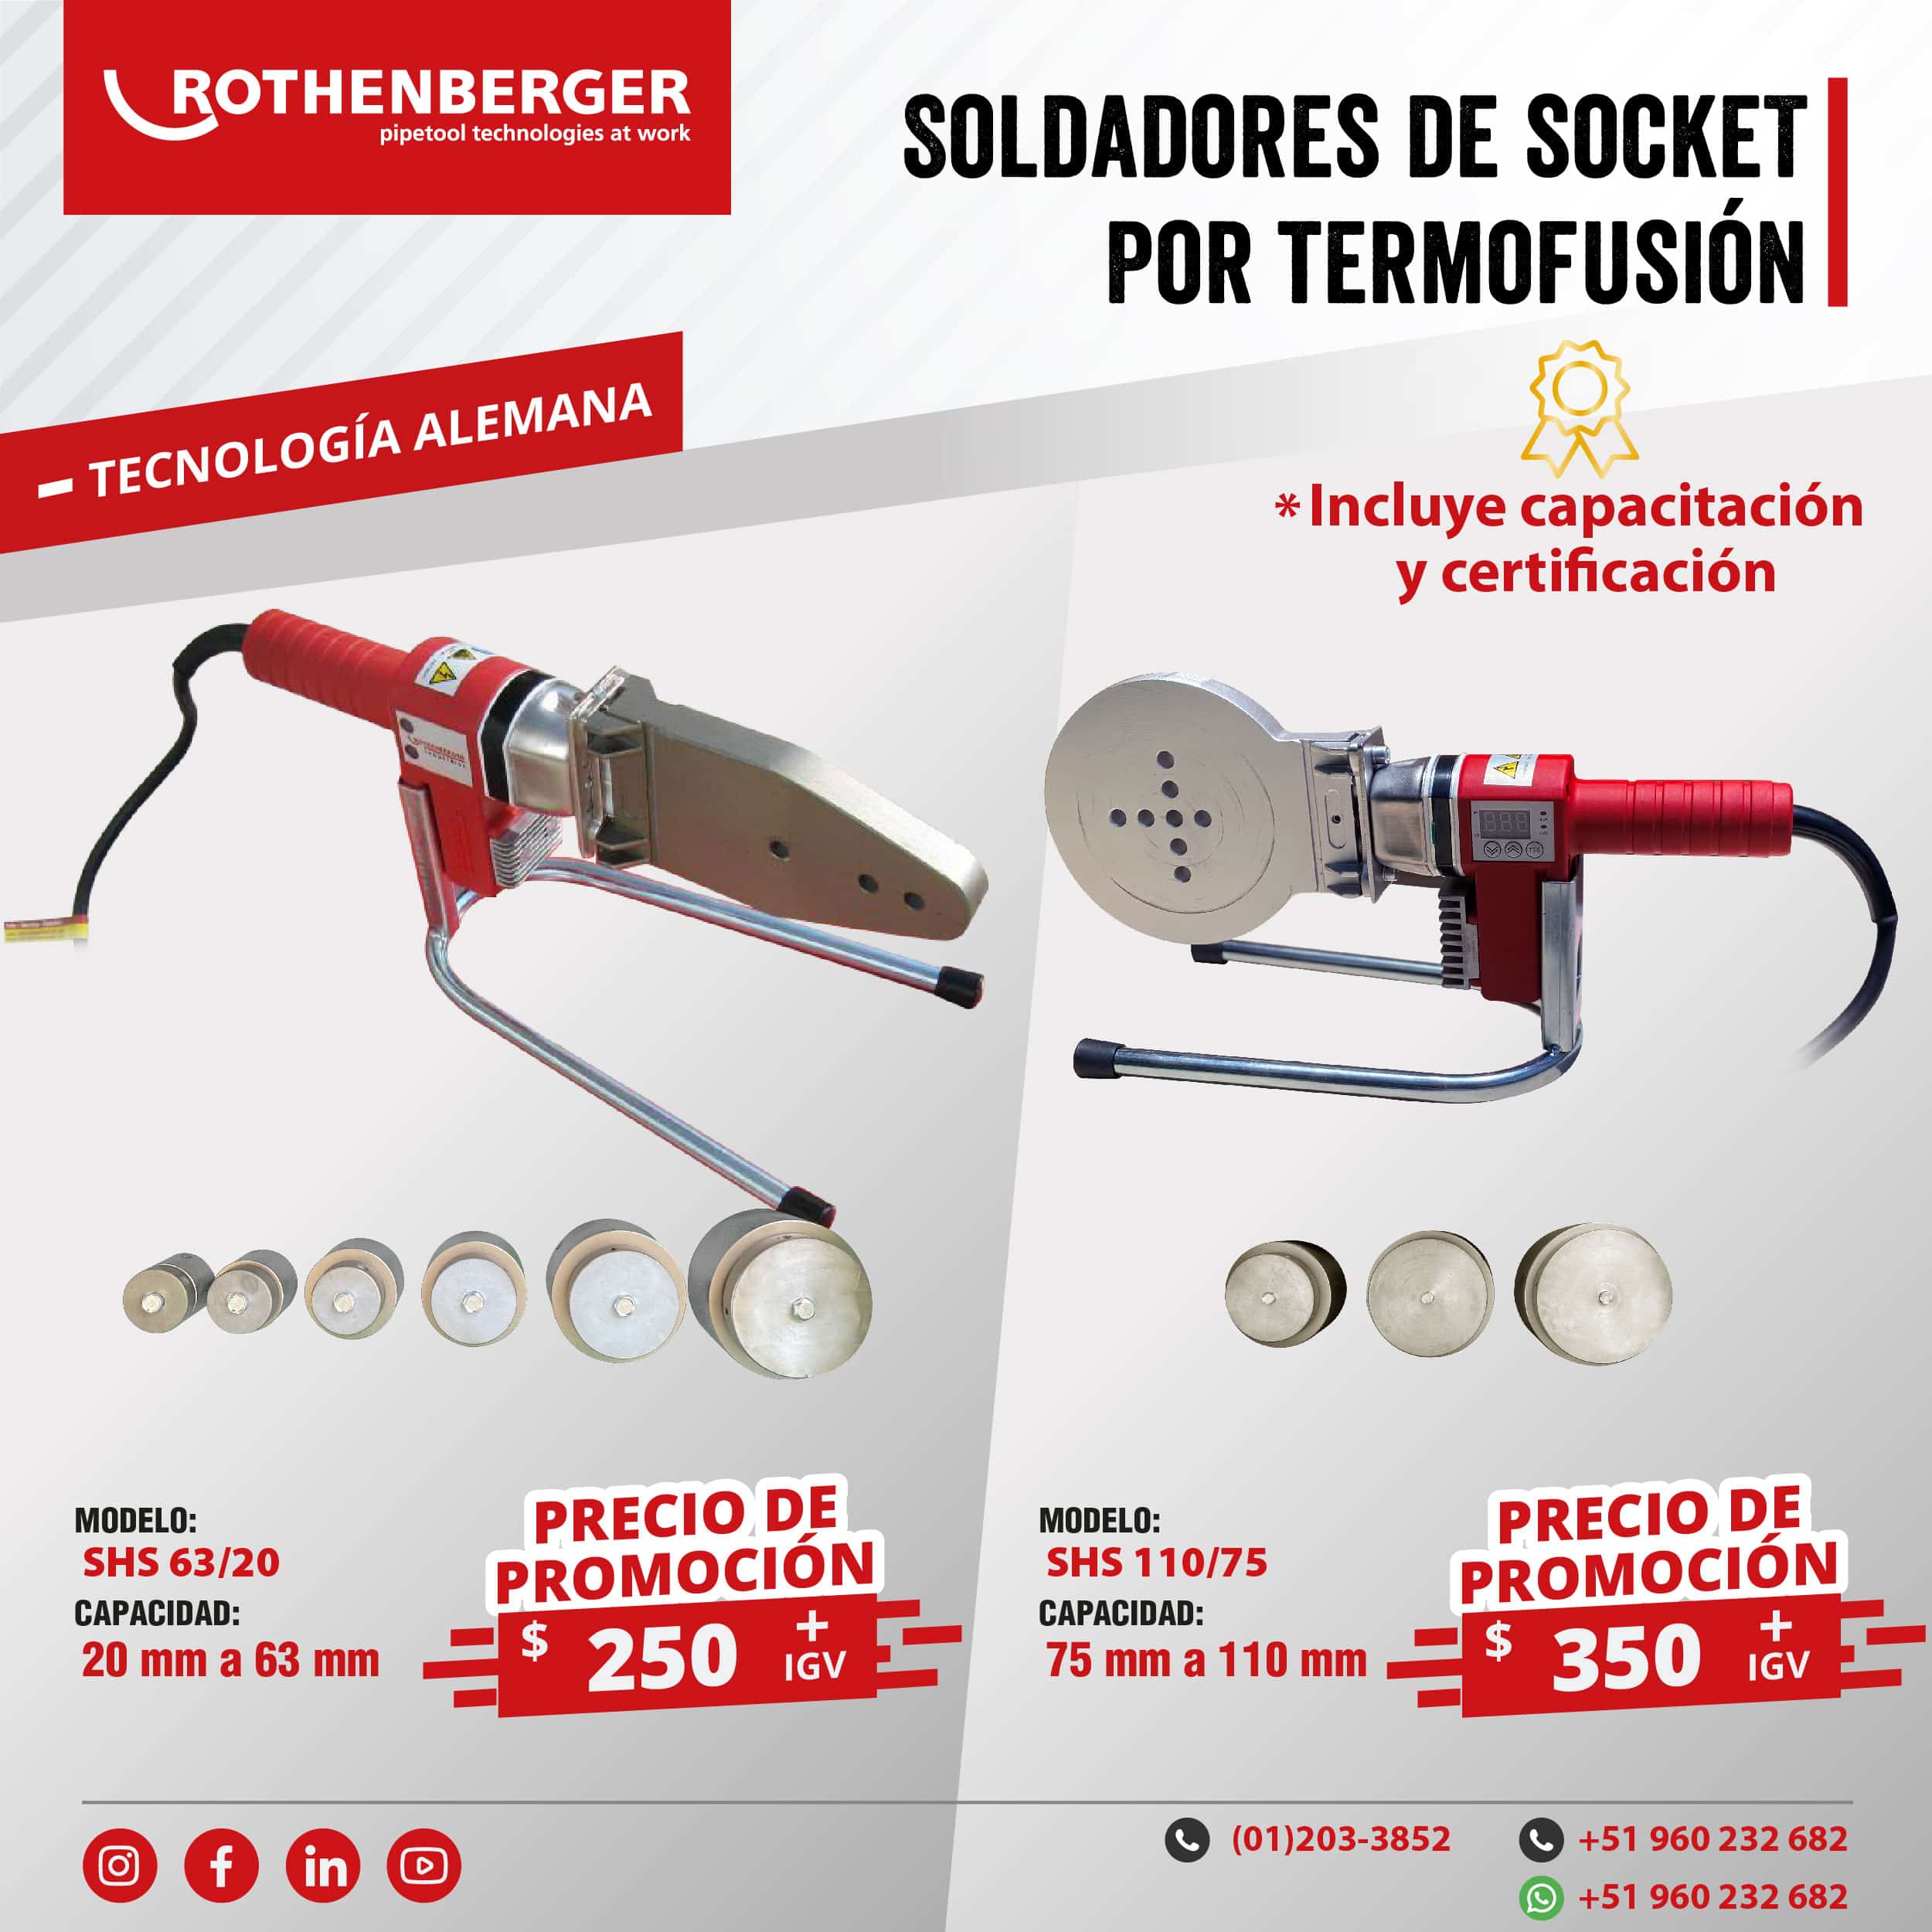 ROTHENBERGER
pipetool technologies at work
SOLDADORES DE SOCKET
POR TERMOFUSIÓN
TECNOLOGÍA ALEMANA
*Incluye capacitación
y certificación
ROTHENBERGER
MODELO:
SHS 63/20
CAPACIDAD:
20 mm a 63 mm
PRECIO DE
PROMOCIÓN
$ 250 + IGV
MODELO:
SHS 110/75
CAPACIDAD:
75 mm a 110 mm
PRECIO DE
PROMOCIÓN
$ 350 + IGV
(01)203-3852
+51 960 232 682
+51 960 232 682